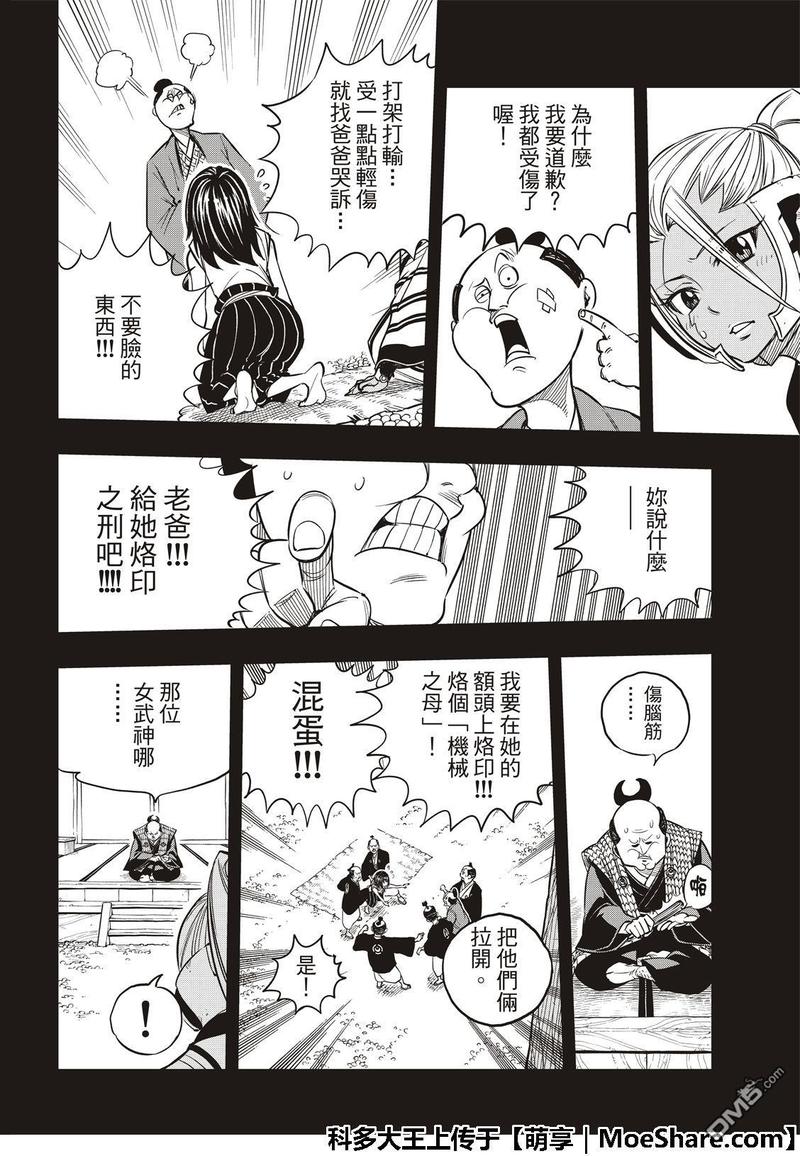 為什麼
我要道歉？
我都受傷了
喔！
打架打輸…
受一點點輕傷
就找爸爸哭訴…
不要臉的
東西!!!
妳說什麼
——
老爸!!!
給她烙印
之刑吧!!!!
傷腦筋
……
我要在她的
額頭上烙印!!!
烙個「機械
之母」！
混蛋!!!
把他們倆
拉開。
是！
那位
女武神哪
……
！
科多大王上传于【萌享】|MoeShare.com】